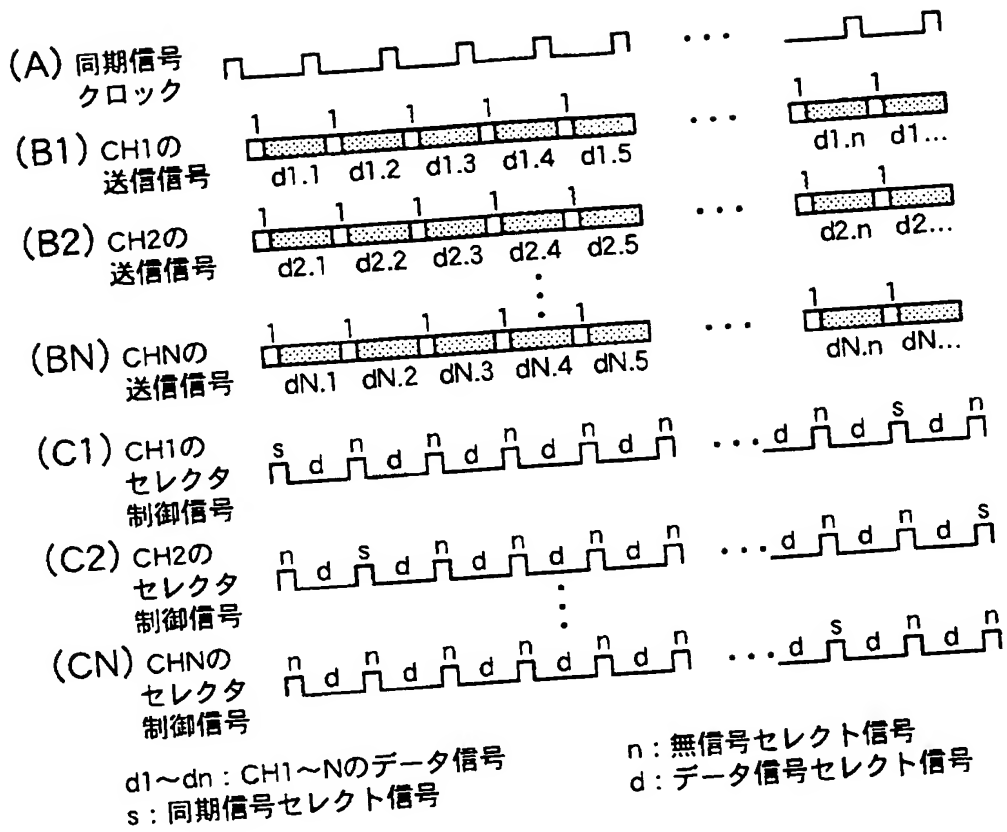 (A) 同期信号 • • •
クロック
1 1 1 1 1 1 1
(B1) CH1の • • •
送信信号 d1.1 d1.2 d1.3 d1.4 d1.5 d1.n d1...
1 1 1 1 1 1 1
(B2) CH2の • • •
送信信号 d2.1 d2.2 d2.3 d2.4 d2.5 d2.n d2...
1 1 1 1 1 1 1
(BN) CHNの • • •
送信信号 dN.1 dN.2 dN.3 dN.4 dN.5 dN.n dN...
(C1) CH1の s d n d n d n d n d n • • • d n d s d n
セレクタ
制御信号
(C2) CH2の n d s d n d n d n d n • • • d n d n d s
セレクタ
制御信号
(CN) CHNの n d n d n d n d n d n • • • d s d n d n
セレクタ
制御信号
d1〜dn : CH1〜Nのデータ信号 n : 無信号セレクト信号
s : 同期信号セレクト信号 d : データ信号セレクト信号